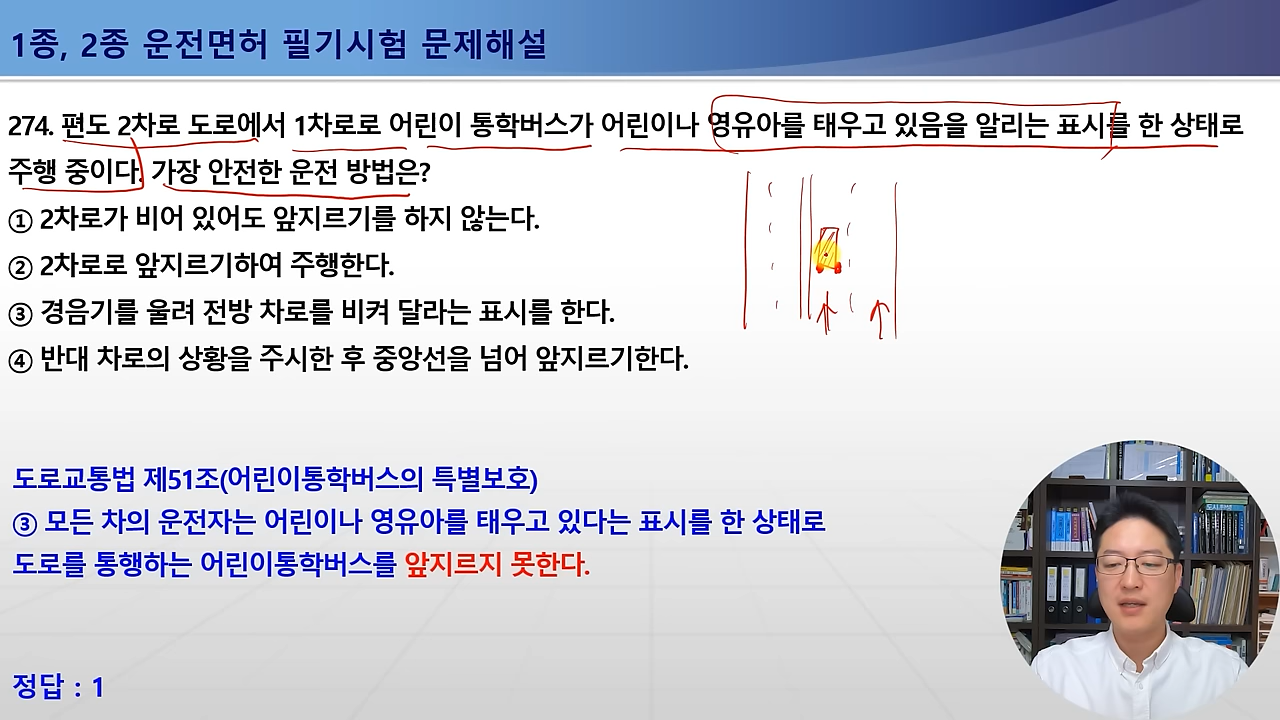 1종, 2종 운전면허 필기시험 문제해설
274. 편도 2차로 도로에서 1차로로 어린이 통학버스가 어린이나 영유아를 태우고 있음을 알리는 표시를 한 상태로
주행 중이다. 가장 안전한 운전 방법은?
① 2차로가 비어 있어도 앞지르기를 하지 않는다.
② 2차로로 앞지르기하여 주행한다.
③ 경음기를 울려 전방 차로를 비켜 달라는 표시를 한다.
④ 반대 차로의 상황을 주시한 후 중앙선을 넘어 앞지르기한다.
도로교통법 제51조(어린이통학버스의 특별보호)
③ 모든 차의 운전자는 어린이나 영유아를 태우고 있다는 표시를 한 상태로
도로를 통행하는 어린이통학버스를 앞지르지 못한다.
정답 : 1